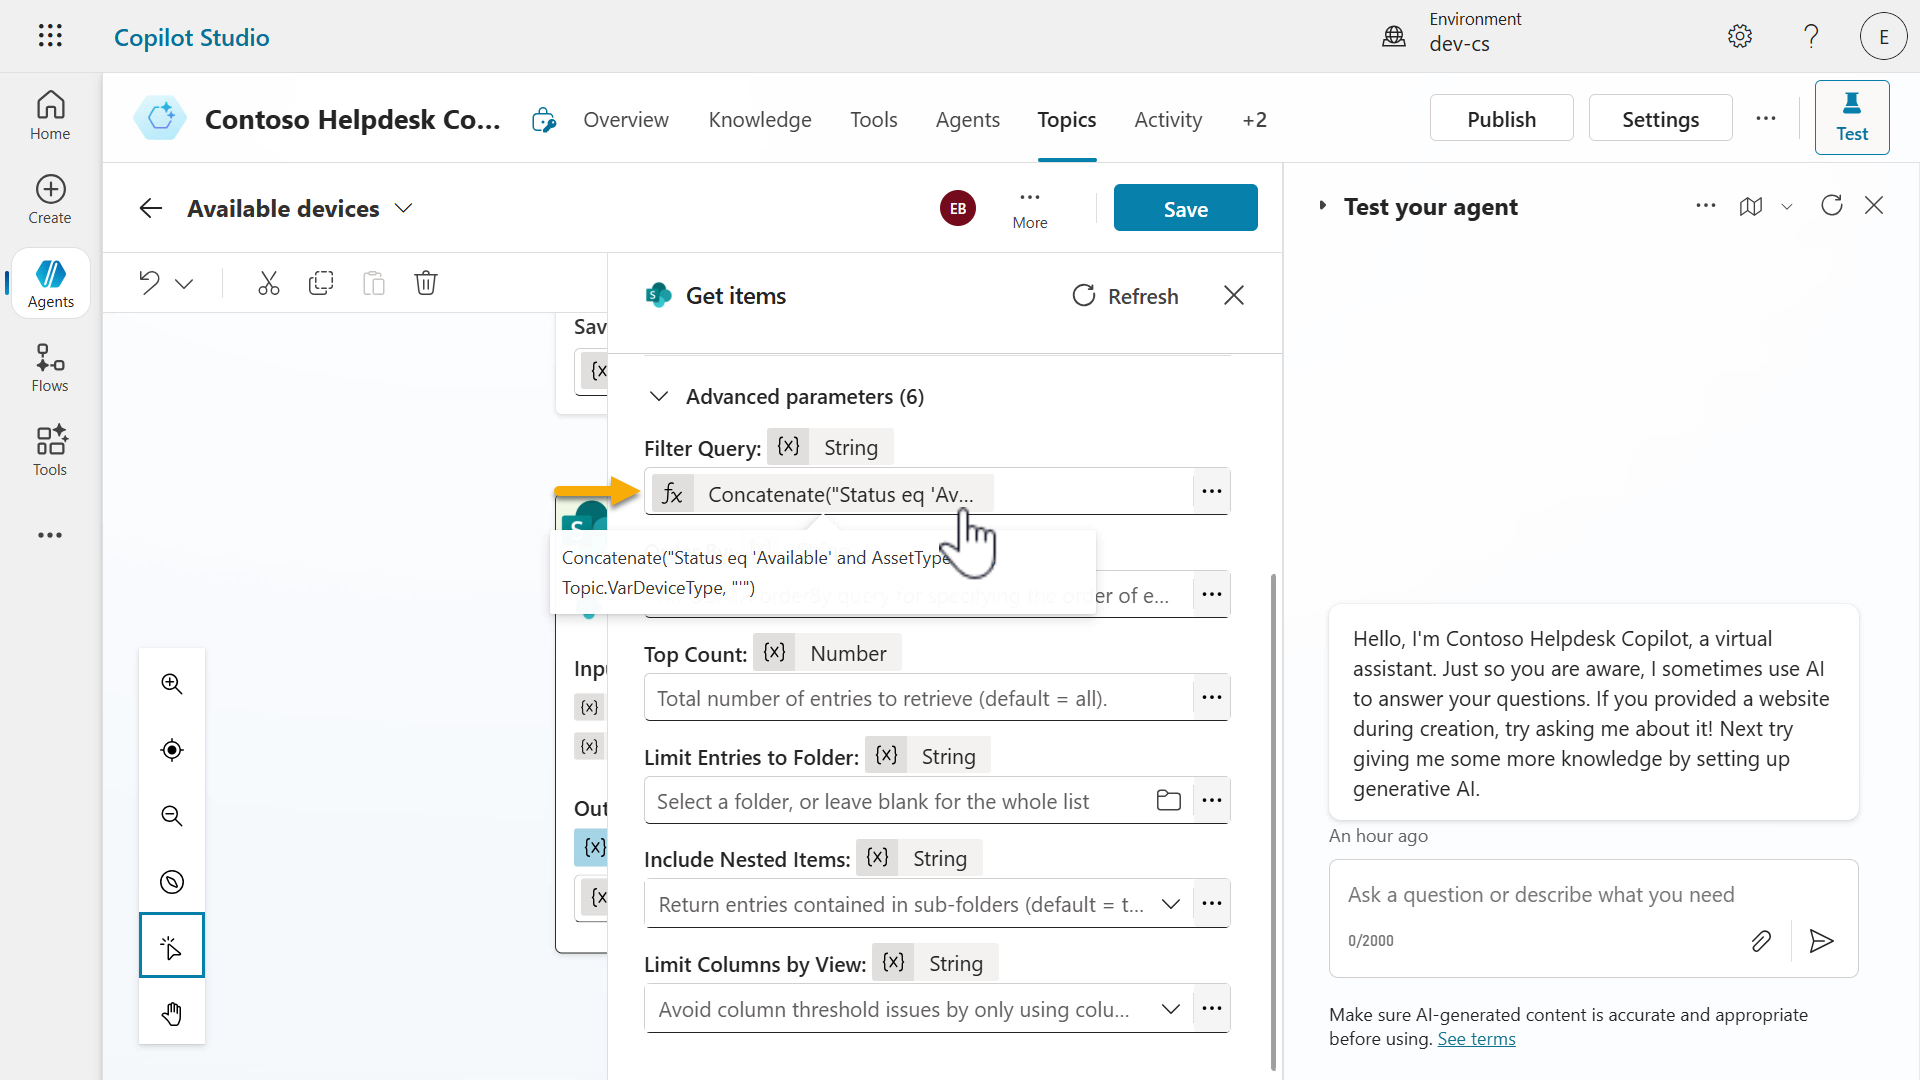 Copilot Studio
Environment
dev-cs
E
Home
Create
Agents
Flows
Tools
Contoso Helpdesk Co...
Overview
Knowledge
Tools
Agents
Topics
Activity
+2
Publish
Settings
Test
Available devices
EB
More
Save
Sav
{x
Inpu
{x}
{x}
Out
{x}
{x
Get items
Refresh
Advanced parameters (6)
Filter Query: {x} String
fx Concatenate("Status eq 'Av...
Concatenate("Status eq 'Available' and AssetType
Topic.VarDeviceType, "'")
orderBy query for specifying the order of e...
Top Count: {x} Number
Total number of entries to retrieve (default = all).
Limit Entries to Folder: {x} String
Select a folder, or leave blank for the whole list
Include Nested Items: {x} String
Return entries contained in sub-folders (default = t...
Limit Columns by View: {x} String
Avoid column threshold issues by only using colu...
Test your agent
Hello, I'm Contoso Helpdesk Copilot, a virtual
assistant. Just so you are aware, I sometimes use AI
to answer your questions. If you provided a website
during creation, try asking me about it! Next try
giving me some more knowledge by setting up
generative AI.
An hour ago
Ask a question or describe what you need
0/2000
Make sure AI-generated content is accurate and appropriate
before using. See terms